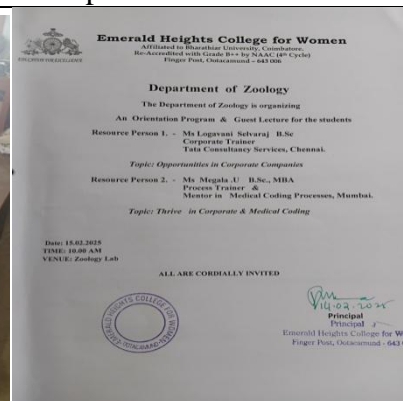 Emerald Heights College for Women
Affiliated to Bharathiar University, Coimbatore.
Re-Accredited with Grade B++ by NAAC (4th Cycle)
Finger Post, Ootacamund - 643 006
Department of Zoology
The Department of Zoology is organizing
An Orientation Program & Guest Lecture for the students
Resource Person 1. - Ms Logavani Selvaraj B.Sc
Corporate Trainer
Tata Consultancy Services, Chennai.
Topic: Opportunities in Corporate Companies
Resource Person 2. - Ms Megala .U B.Sc., MBA
Process Trainer &
Mentor in Medical Coding Processes, Mumbai.
Topic: Thrive in Corporate & Medical Coding
Date: 15.02.2025
TIME: 10.00 AM
VENUE: Zoology Lab
ALL ARE CORDIALLY INVITED
EMERALD HEIGHTS COLLEGE FOR WOMEN
14-02-2025
Principal
Principal
Emerald Heights College for W
Finger Post, Ootacamund - 643